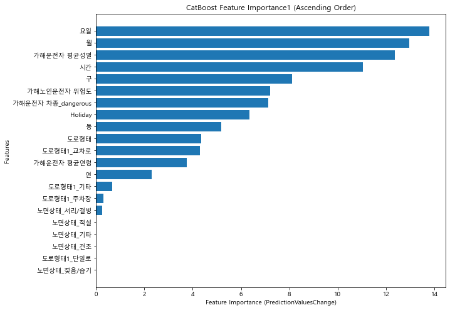 CatBoost Feature Importance1 (Ascending Order)
요일
월
가해운전자 평균성별
시간
구
가해노인운전자 위험도
가해운전자 차종_dangerous
Holiday
동
도로형태
도로형태1_교차로
가해운전자 평균연령
연
도로형태1_기타
도로형태1_주차장
노면상태_서리/결빙
노면상태_적설
노면상태_기타
노면상태_건조
도로형태1_단일로
노면상태_젖음/습기
Features
0 2 4 6 8 10 12 14
Feature Importance (PredictionValuesChange)